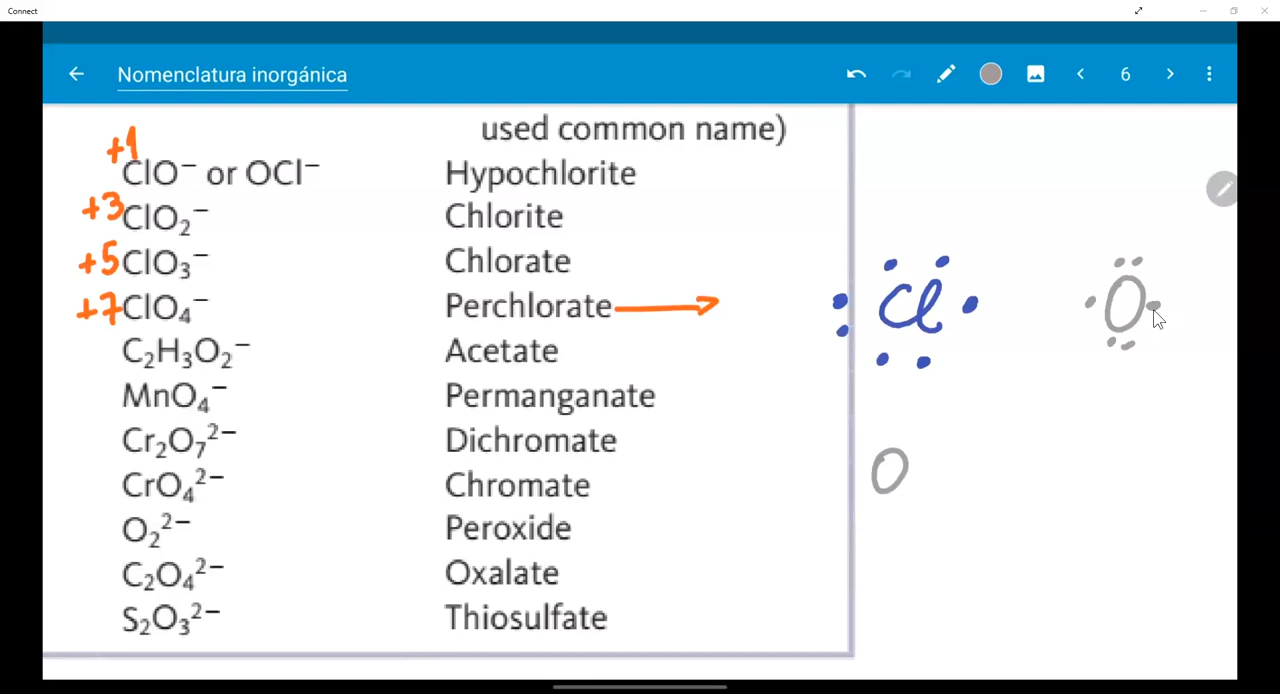 Connect
Nomenclatura inorgánica
6
used common name)
+1
ClO⁻ or OCl⁻ Hypochlorite
+3 ClO₂⁻ Chlorite
+5 ClO₃⁻ Chlorate
+7 ClO₄⁻ Perchlorate
C₂H₃O₂⁻ Acetate
MnO₄⁻ Permanganate
Cr₂O₇²⁻ Dichromate
CrO₄²⁻ Chromate
O₂²⁻ Peroxide
C₂O₄²⁻ Oxalate
S₂O₃²⁻ Thiosulfate
Cl O
O